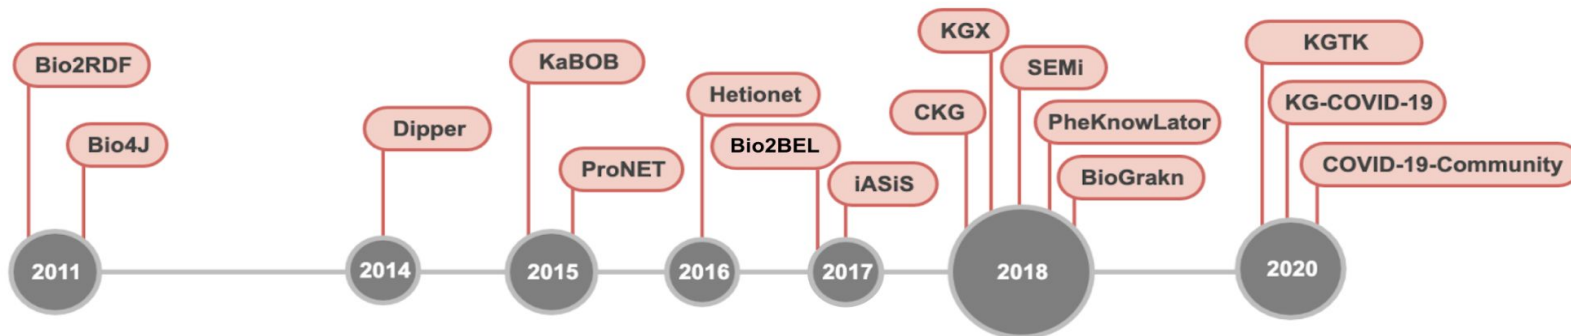 Bio2RDF
Bio4J
Dipper
KaBOB
ProNET
Hetionet
Bio2BEL
iASiS
CKG
KGX
SEMi
PheKnowLator
BioGrakn
KGTK
KG-COVID-19
COVID-19-Community
2011
2014
2015
2016
2017
2018
2020